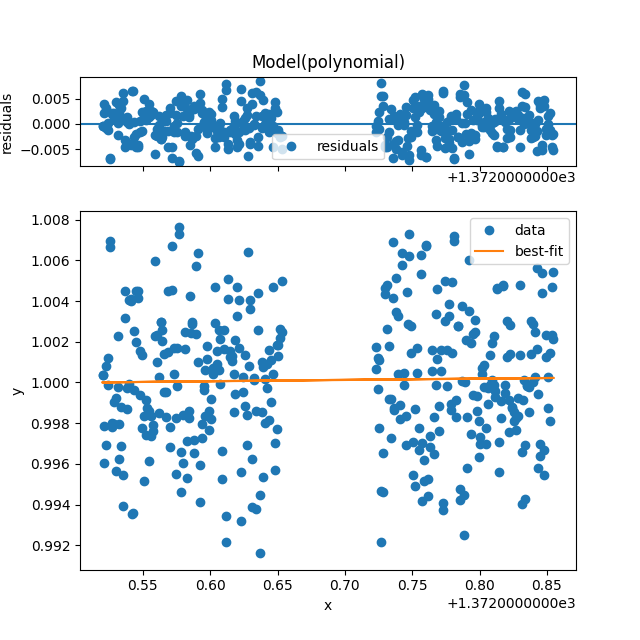 Model(polynomial)
residuals
0.005
0.000
−0.005
residuals
+1.3720000000e3
y
1.008
1.006
1.004
1.002
1.000
0.998
0.996
0.994
0.992
data
best-fit
0.55
0.60
0.65
0.70
0.75
0.80
0.85
x
+1.3720000000e3